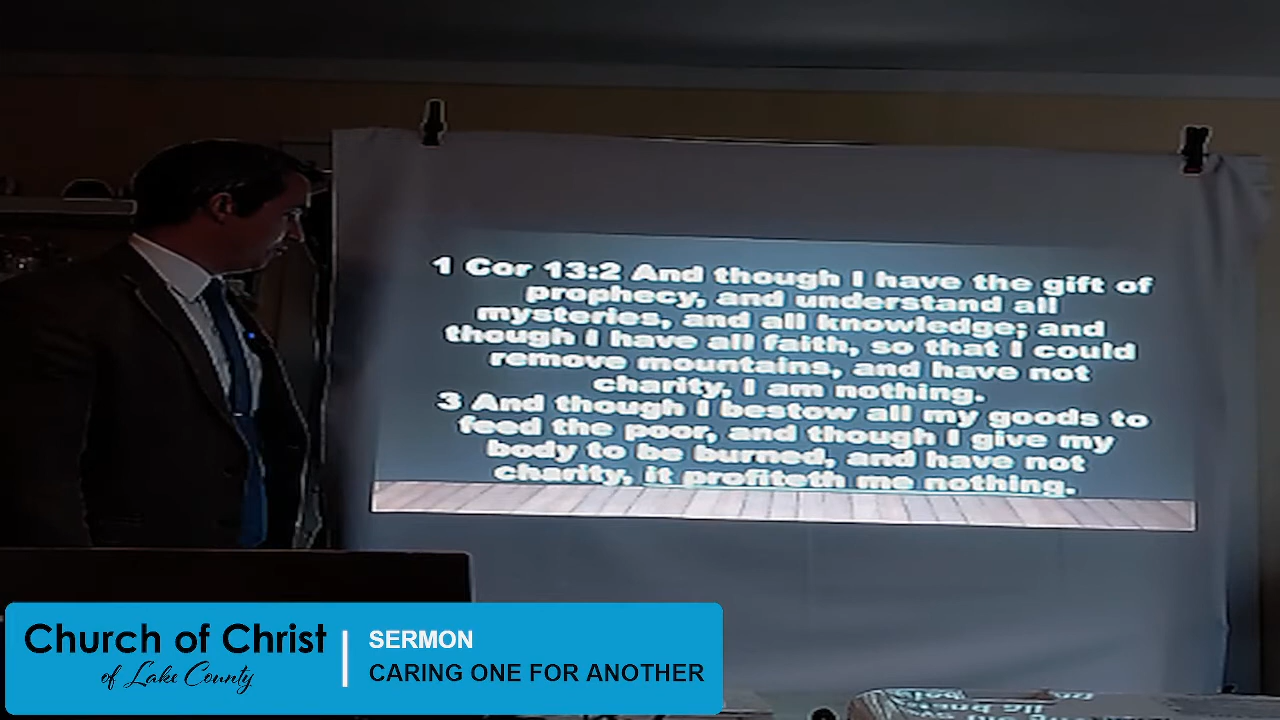 1 Cor 13:2 And though I have the gift of
prophecy, and understand all
mysteries, and all knowledge; and
though I have all faith, so that I could
remove mountains, and have not
charity, I am nothing.
3 And though I bestow all my goods to
feed the poor, and though I give my
body to be burned, and have not
charity, it profiteth me nothing.
Church of Christ
of Lake County
SERMON
CARING ONE FOR ANOTHER